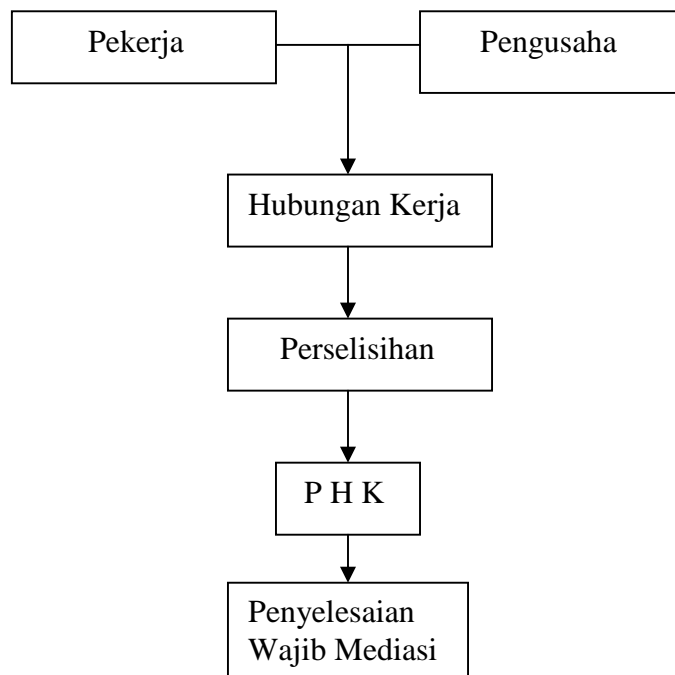 Pekerja
Pengusaha
Hubungan Kerja
Perselisihan
P H K
Penyelesaian
Wajib Mediasi